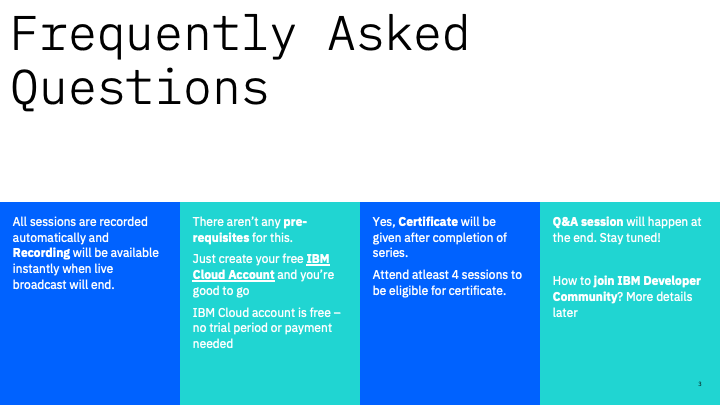 Frequently Asked
Questions
All sessions are recorded
automatically and
Recording will be available
instantly when live
broadcast will end.
There aren’t any pre-
requisites for this.
Just create your free IBM
Cloud Account and you’re
good to go
IBM Cloud account is free –
no trial period or payment
needed
Yes, Certificate will be
given after completion of
series.
Attend atleast 4 sessions to
be eligible for certificate.
Q&A session will happen at
the end. Stay tuned!
How to join IBM Developer
Community? More details
later
3